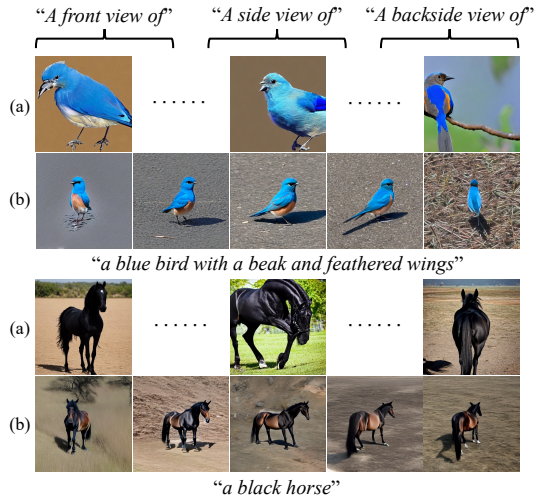 “A front view of” “A side view of” “A backside view of”
(a) ...... ......
(b)
“a blue bird with a beak and feathered wings”
(a) ...... ......
(b)
“a black horse”